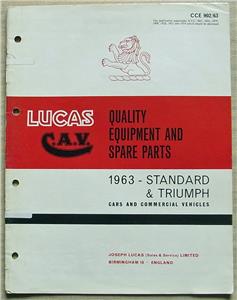 CCE 902/63
LUCAS
C.A.V.
QUALITY
EQUIPMENT AND
SPARE PARTS
1963 - STANDARD
& TRIUMPH
CARS AND COMMERCIAL VEHICLES
JOSEPH LUCAS (Sales & Service) LIMITED
BIRMINGHAM 18 - ENGLAND